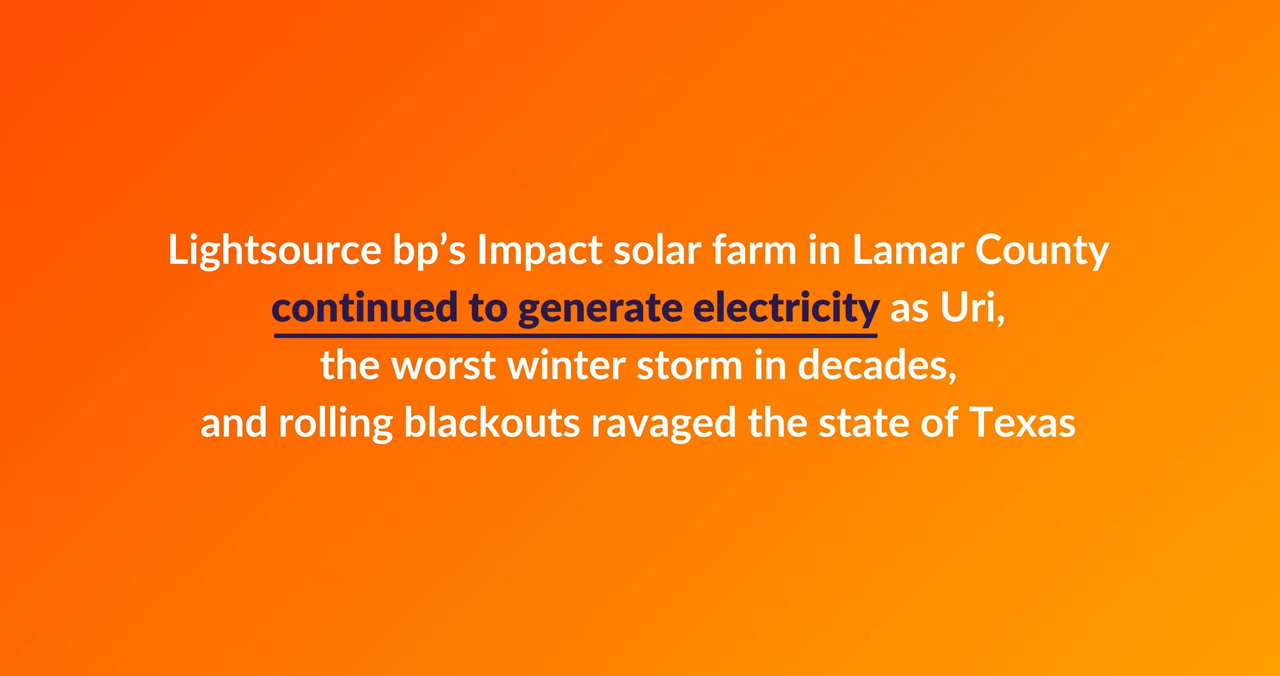 Lightsource bp’s Impact solar farm in Lamar County
continued to generate electricity as Uri,
the worst winter storm in decades,
and rolling blackouts ravaged the state of Texas